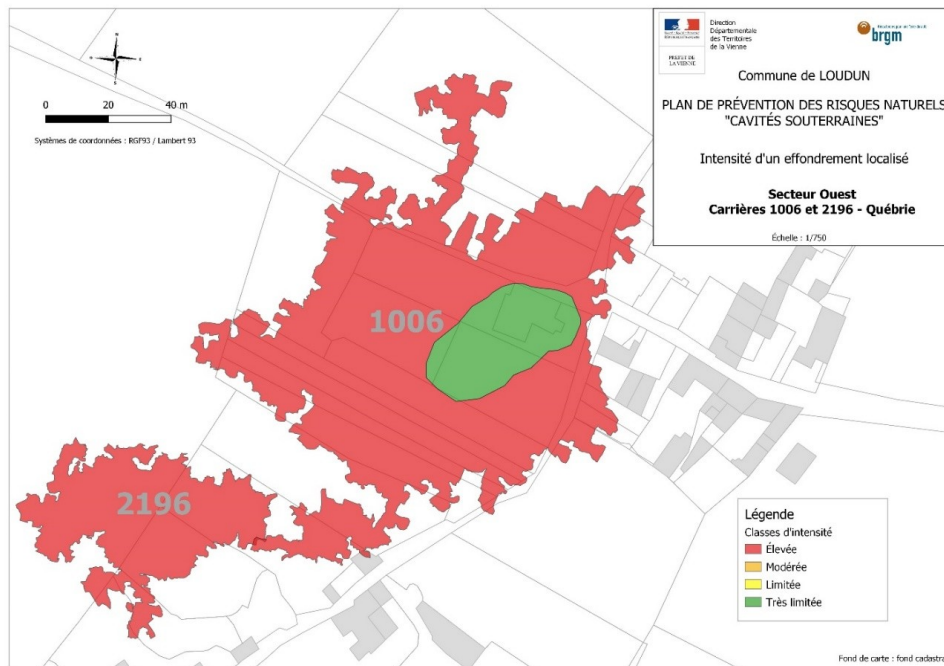 Direction
Départementale
des Territoires
de la Vienne
PRÉFET DE
LA VIENNE
brgm
Commune de LOUDUN
PLAN DE PRÉVENTION DES RISQUES NATURELS
"CAVITÉS SOUTERRAINES"
Intensité d'un effondrement localisé
Secteur Ouest
Carrières 1006 et 2196 - Québrie
Échelle : 1/750
0 20 40 m
Systèmes de coordonnées : RGF93 / Lambert 93
1006
2196
Légende
Classes d'intensité
Élevée
Modérée
Limitée
Très limitée
Fond de carte : fond cadastra